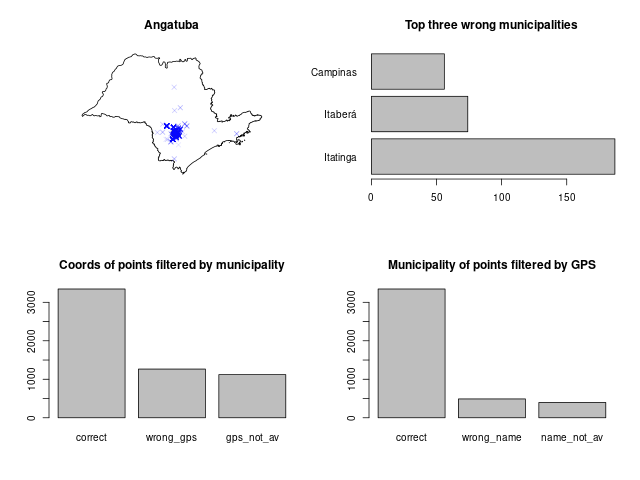 Angatuba
Top three wrong municipalities
Campinas
Itaberá
Itatinga
0 50 100 150
Coords of points filtered by municipality
0 1000 2000 3000
correct wrong_gps gps_not_av
Municipality of points filtered by GPS
0 1000 2000 3000
correct wrong_name name_not_av